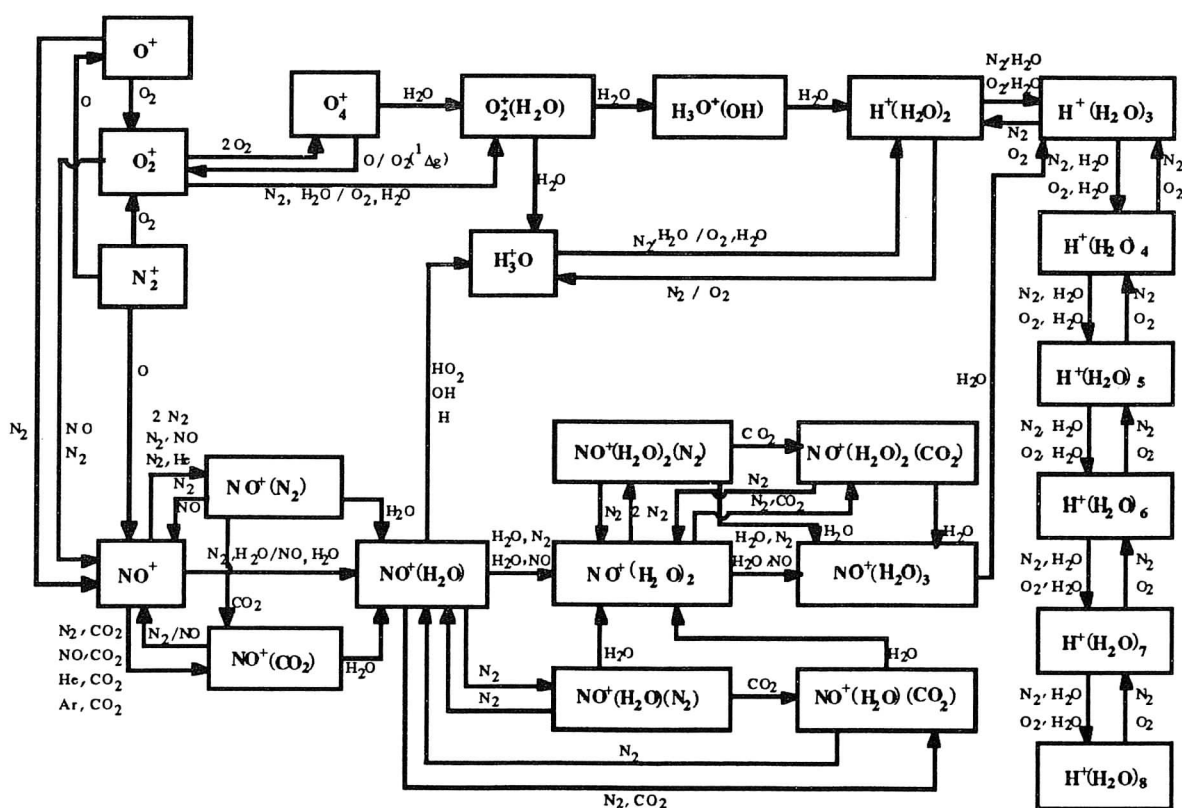 O+
O2
O
O2+
O2
N2+
O4+
H2O
O2+(H2O)
H2O
H3O+(OH)
H2O
H+(H2O)2
N2,H2O
O2,H2O
H+(H2O)3
N2
O2
2O2
O/O2(1Δg)
N2, H2O/O2,H2O
H2O
H3+O
N2,H2O/O2,H2O
N2/O2
N2, H2O
O2, H2O
N2
O2
H+(H2O)4
N2, H2O
O2, H2O
N2
O2
H+(H2O)5
N2, H2O
O2, H2O
N2
O2
H+(H2O)6
N2, H2O
O2, H2O
N2
O2
H+(H2O)7
N2, H2O
O2, H2O
N2
O2
H+(H2O)8
O
HO2
OH
H
H2O
N2
NO
N2
2 N2
N2, NO
N2, He
N2
NO
NO+(N2)
H2O
NO+
N2,H2O/NO, H2O
NO+(H2O)
CO2
N2, CO2
NO,CO2
He, CO2
Ar, CO2
N2/NO
NO+(CO2)
H2O
H2O, N2
H2O,NO
NO+(H2O)2(N2)
CO2
NO+(H2O)2(CO2)
N2
N2,CO2
N2
2
N2
H2O
H2O
NO+(H2O)2
H2O, N2
H2O,NO
NO+(H2O)3
H2O
H2O
N2
N2
NO+(H2O)(N2)
CO2
NO+(H2O)(CO2)
N2
N2, CO2